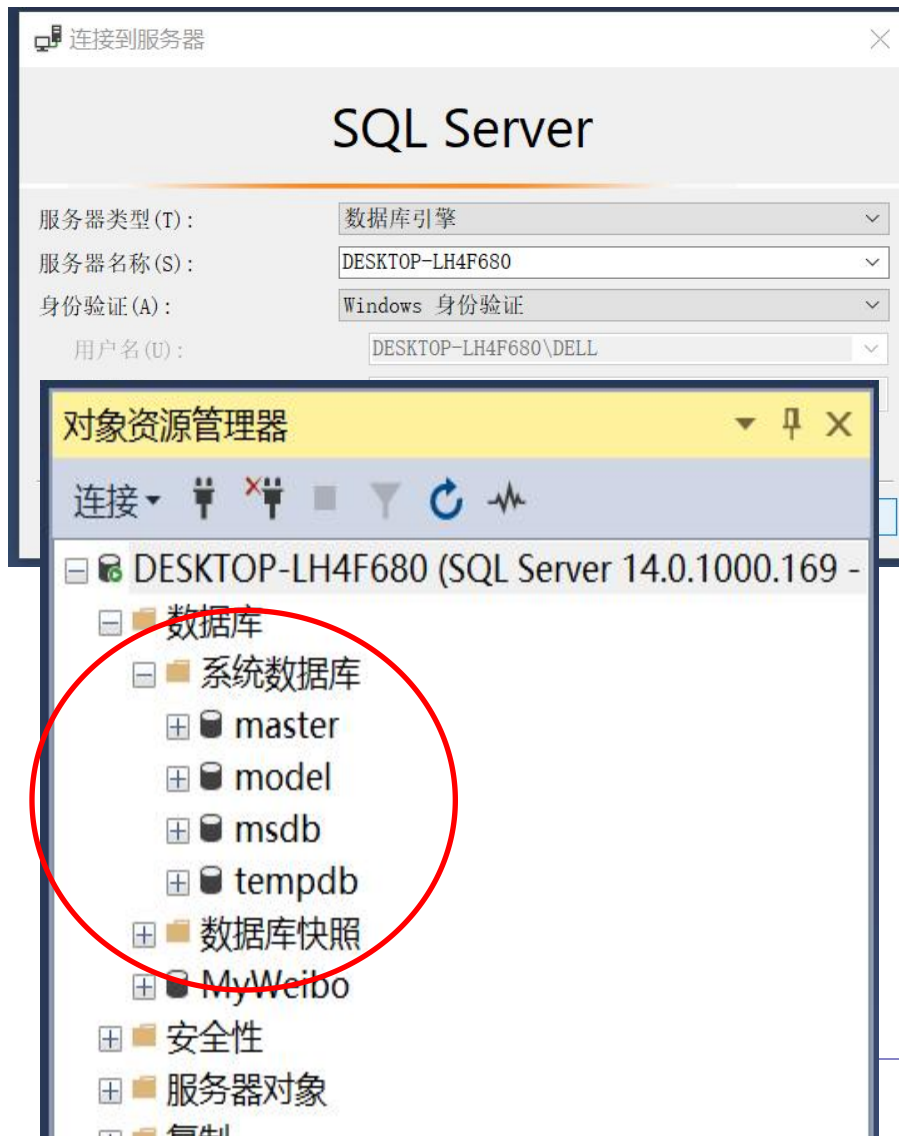 连接到服务器
SQL Server
服务器类型(T):
数据库引擎
服务器名称(S):
DESKTOP-LH4F680
身份验证(A):
Windows 身份验证
用户名(U):
DESKTOP-LH4F680\DELL
对象资源管理器
连接
DESKTOP-LH4F680 (SQL Server 14.0.1000.169 -
数据库
系统数据库
master
model
msdb
tempdb
数据库快照
MyWeibo
安全性
服务器对象
复制